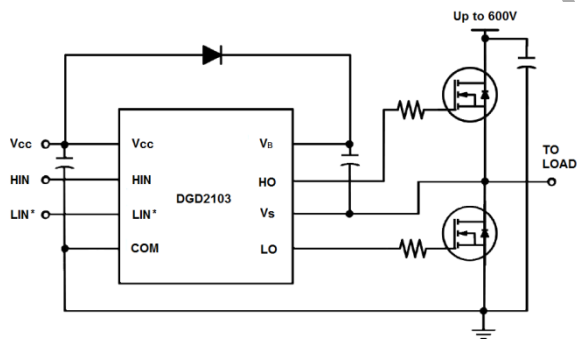 Up to 600V
Vcc
Vcc
VB
HIN
HIN
HO
TO
LOAD
DGD2103
LIN*
LIN*
Vs
COM
LO